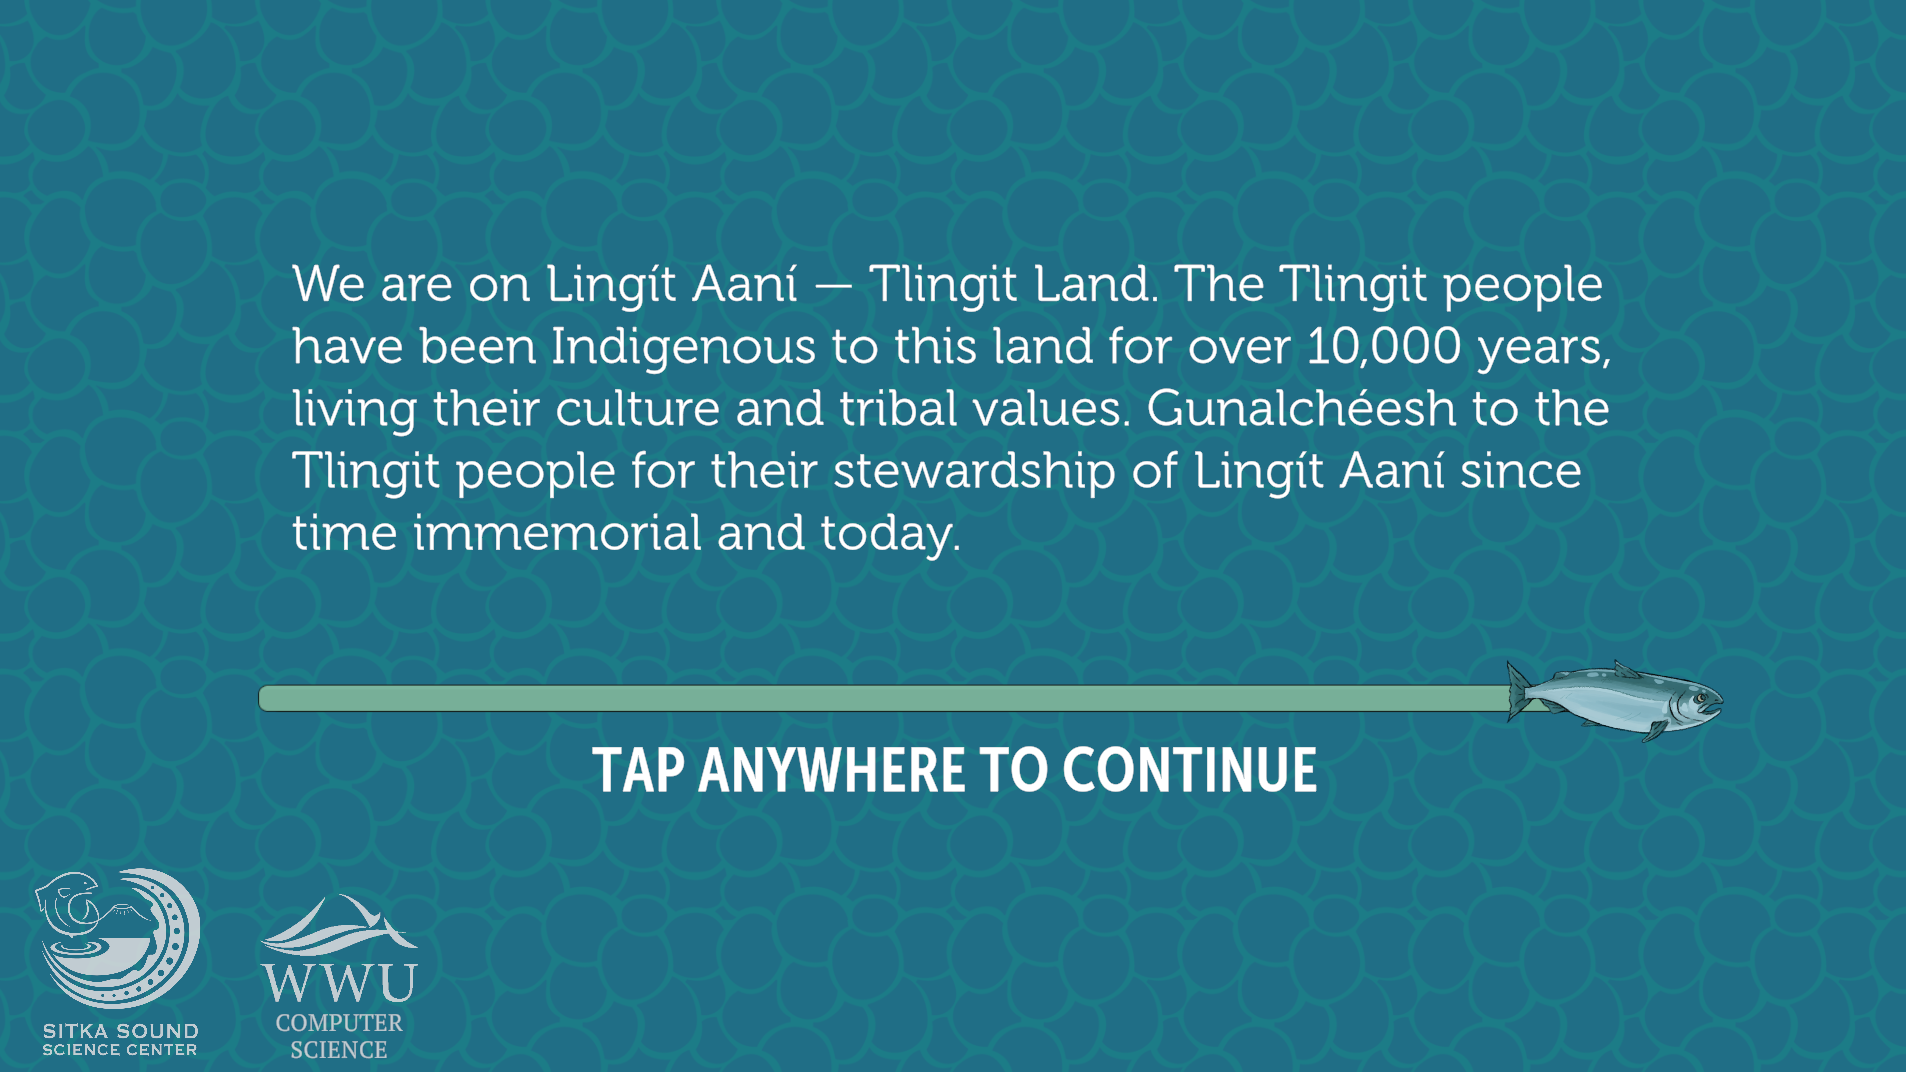 We are on Lingít Aaní — Tlingit Land. The Tlingit people
have been Indigenous to this land for over 10,000 years,
living their culture and tribal values. Gunalchéesh to the
Tlingit people for their stewardship of Lingít Aaní since
time immemorial and today.
TAP ANYWHERE TO CONTINUE
SITKA SOUND
SCIENCE CENTER
WWU
COMPUTER
SCIENCE